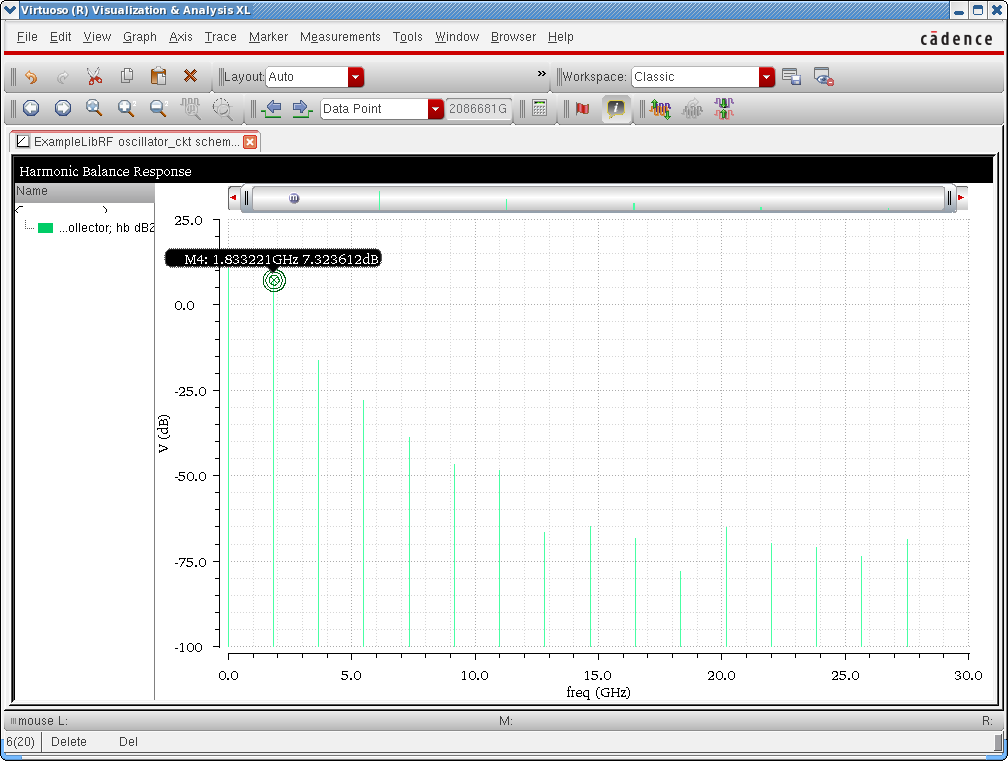 Virtuoso (R) Visualization & Analysis XL
File Edit View Graph Axis Trace Marker Measurements Tools Window Browser Help
cādence
Layout: Auto » Workspace: Classic
Data Point 2086681G
ExampleLibRF oscillator_ckt schem...
Harmonic Balance Response
Name
m
...ollector; hb dB2
25.0
M4: 1.833221GHz 7.323612dB
0.0
-25.0
V (dB)
-50.0
-75.0
-100
0.0 5.0 10.0 15.0 20.0 25.0 30.0
freq (GHz)
mouse L: M: R:
6(20) Delete Del